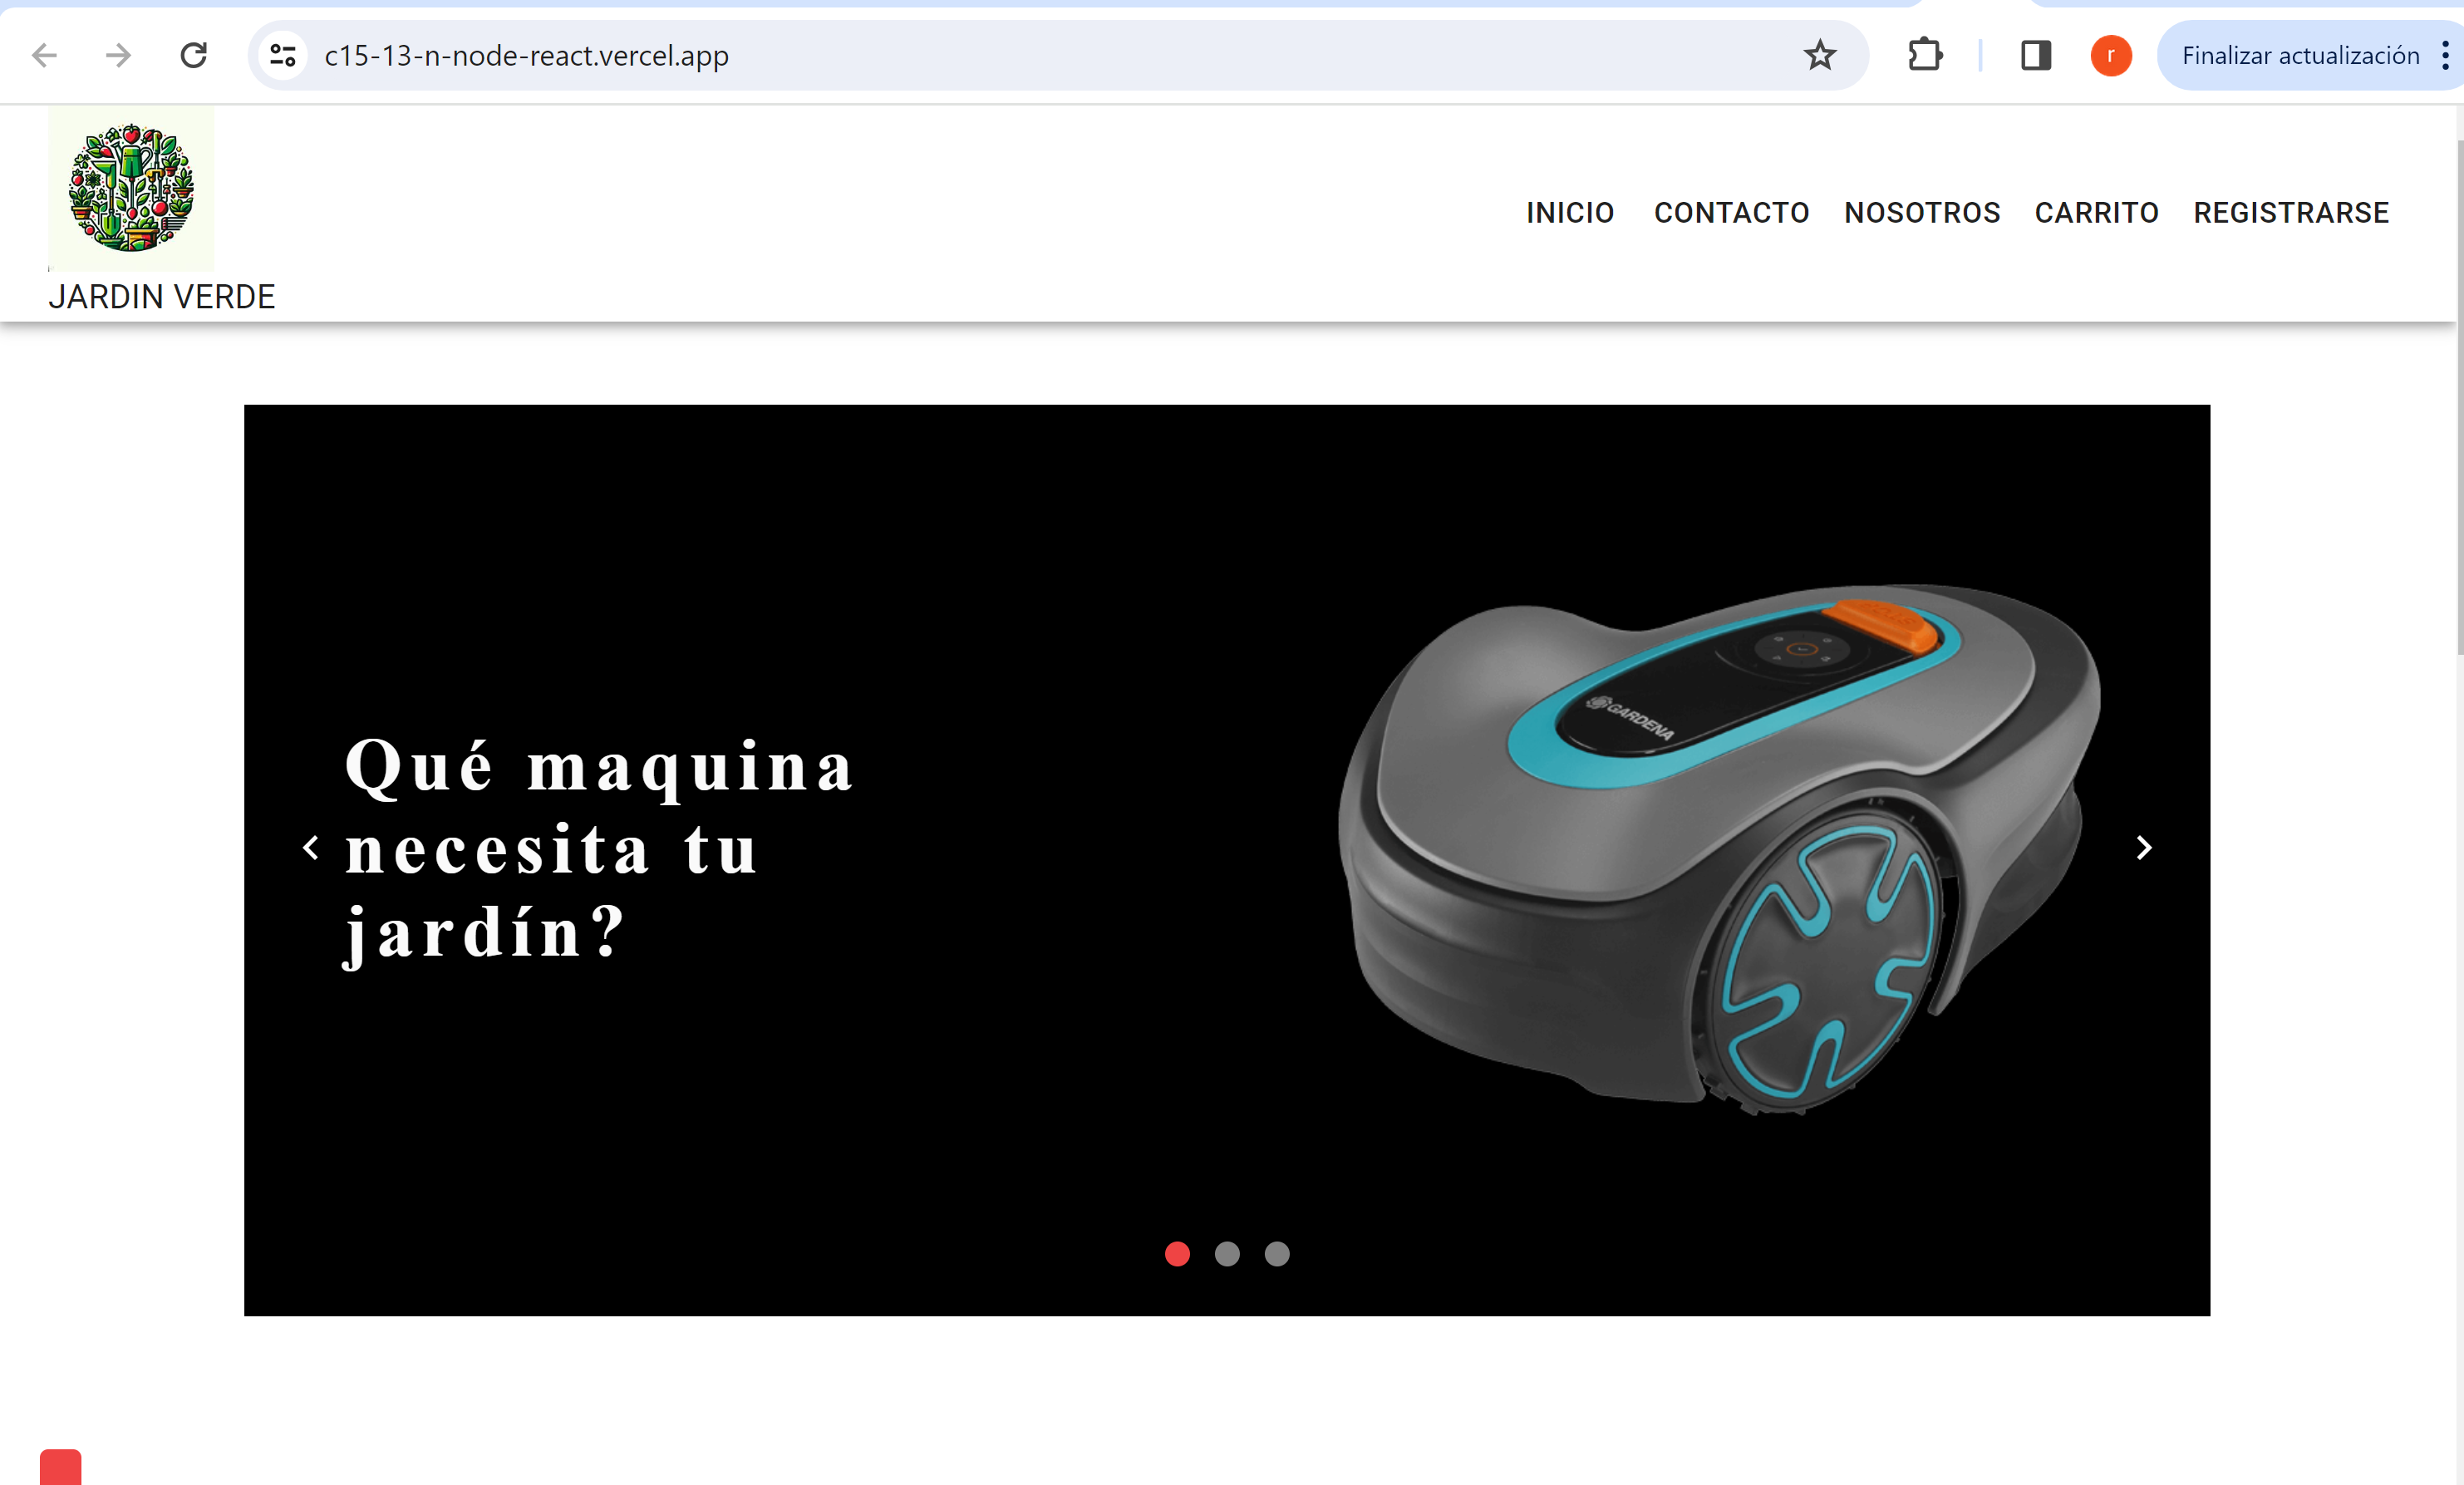 c15-13-n-node-react.vercel.app
r
Finalizar actualización
INICIO CONTACTO NOSOTROS CARRITO REGISTRARSE
JARDIN VERDE
Qué maquina
necesita tu
jardín?
GARDENA